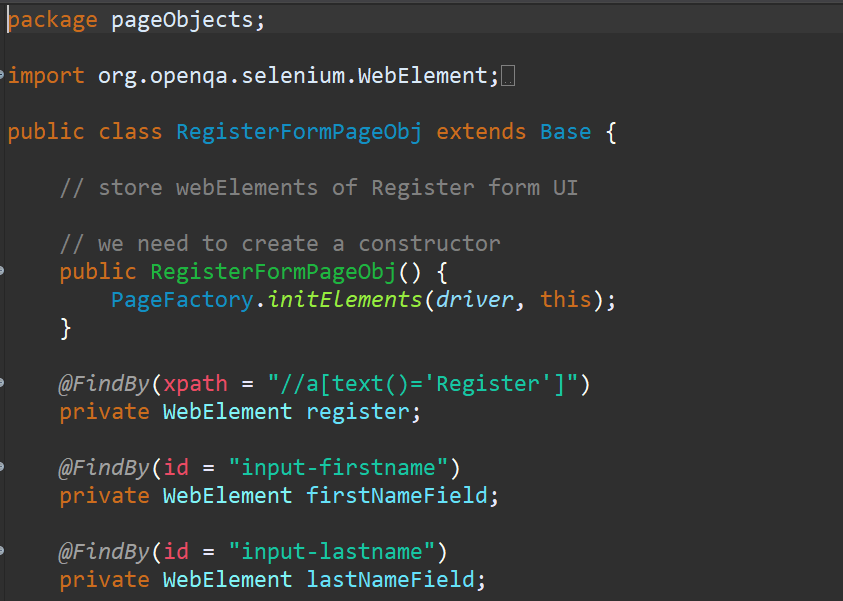 package pageObjects;
import org.openqa.selenium.WebElement;
public class RegisterFormPageObj extends Base {
// store webElements of Register form UI
// we need to create a constructor
public RegisterFormPageObj() {
PageFactory.initElements(driver, this);
}
@FindBy(xpath = "//a[text()='Register']")
private WebElement register;
@FindBy(id = "input-firstname")
private WebElement firstNameField;
@FindBy(id = "input-lastname")
private WebElement lastNameField;